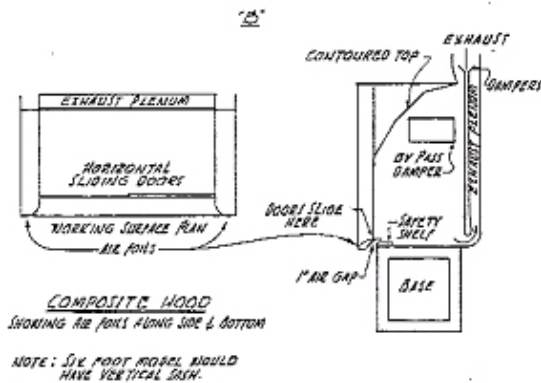 "B"
EXHAUST
CONTOURED TOP
DAMPERS
EXHAUST PLENUM
EXHAUST PLENUM
BY PASS
DAMPER
HORIZONTAL
SLIDING DOORS
DOORS SLIDE
HERE
SAFETY
SHELF
WORKING SURFACE PLAN
AIR FOILS
1" AIR GAP
BASE
COMPOSITE HOOD
SHOWING AIR FOILS ALONG SIDE & BOTTOM
NOTE: SIX FOOT MODEL WOULD
HAVE VERTICAL SASH.